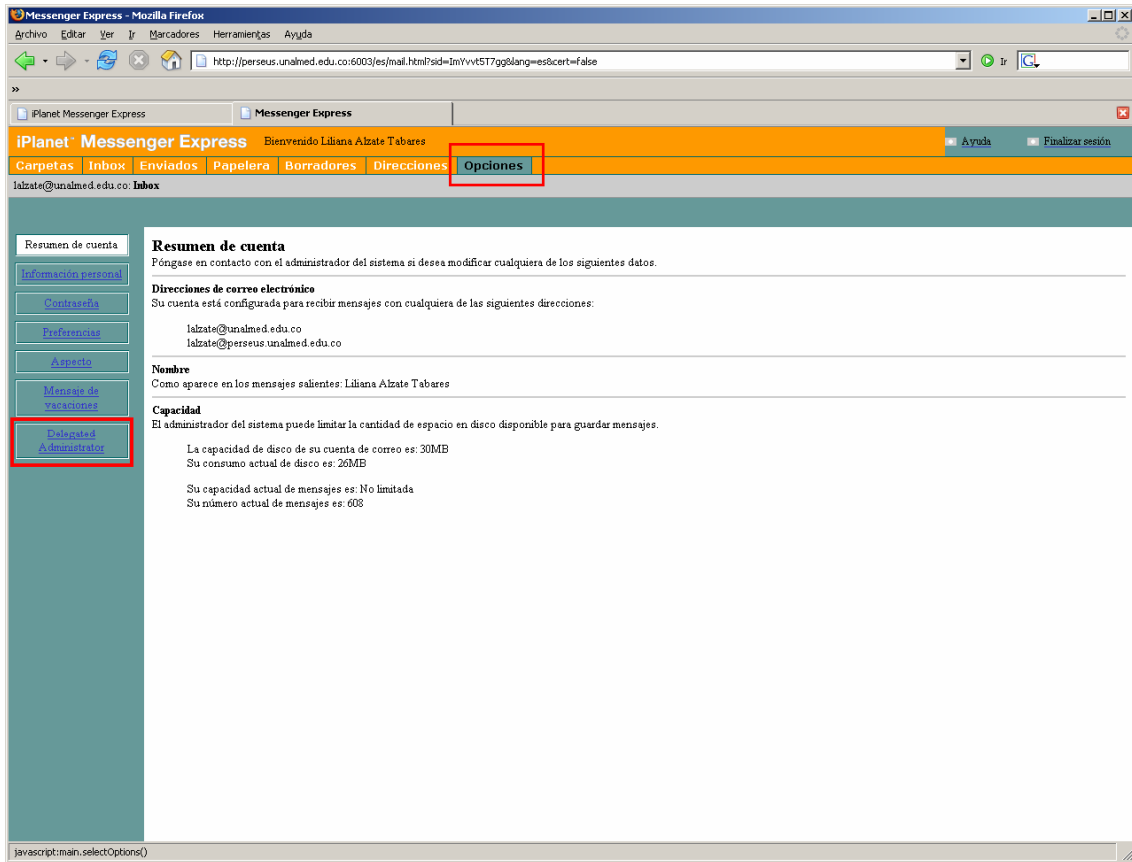 Messenger Express - Mozilla Firefox
Archivo Editar Ver Ir Marcadores Herramientas Ayuda
http://perseus.unalmed.edu.co:6003/es/mail.html?sid=ImYvvt5T7gg&lang=es&cert=false Ir G
»
iPlanet Messenger Express Messenger Express
iPlanet Messenger Express Bienvenido Liliana Alzate Tabares Ayuda Finalizar sesión
Carpetas Inbox Enviados Papelera Borradores Direcciones Opciones
lalzate@unalmed.edu.co: Inbox
Resumen de cuenta
Información personal
Contraseña
Preferencias
Aspecto
Mensaje de
vacaciones
Delegated
Administrator
Resumen de cuenta
Póngase en contacto con el administrador del sistema si desea modificar cualquiera de los siguientes datos.
Direcciones de correo electrónico
Su cuenta está configurada para recibir mensajes con cualquiera de las siguientes direcciones:
lalzate@unalmed.edu.co
lalzate@perseus.unalmed.edu.co
Nombre
Como aparece en los mensajes salientes: Liliana Alzate Tabares
Capacidad
El administrador del sistema puede limitar la cantidad de espacio en disco disponible para guardar mensajes.
La capacidad de disco de su cuenta de correo es: 30MB
Su consumo actual de disco es: 26MB
Su capacidad actual de mensajes es: No limitada
Su número actual de mensajes es: 608
javascript:main.selectOptions()